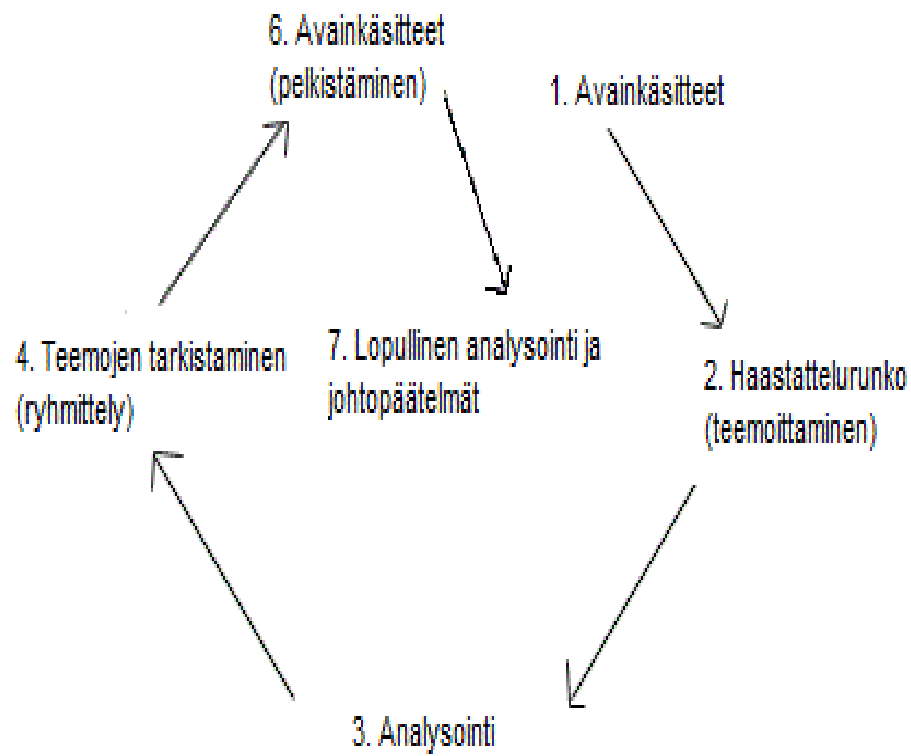 6. Avainkäsitteet
(pelkistäminen)
1. Avainkäsitteet
2. Haastattelurunko
(teemoittaminen)
3. Analysointi
4. Teemojen tarkistaminen
(ryhmittely)
7. Lopullinen analysointi ja
johtopäätelmät